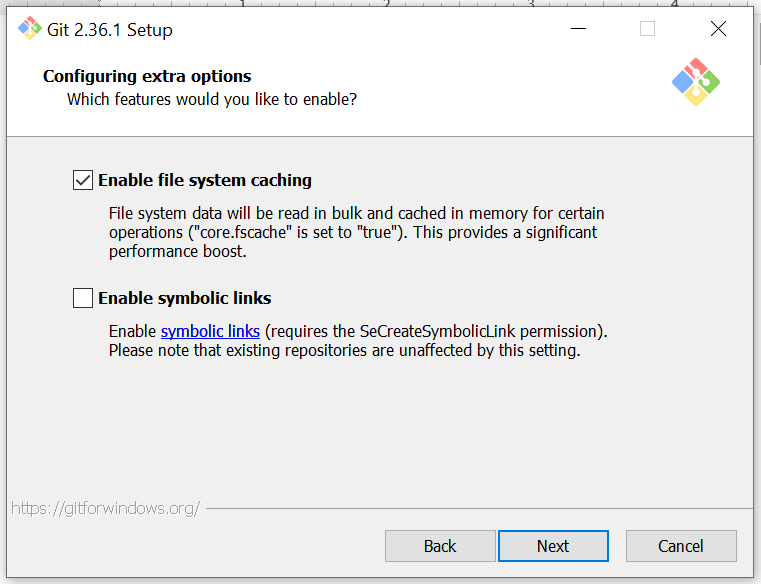 Git 2.36.1 Setup
Configuring extra options
Which features would you like to enable?
Enable file system caching
File system data will be read in bulk and cached in memory for certain
operations ("core.fscache" is set to "true"). This provides a significant
performance boost.
Enable symbolic links
Enable symbolic links (requires the SeCreateSymbolicLink permission).
Please note that existing repositories are unaffected by this setting.
https://gitforwindows.org/
Back Next Cancel